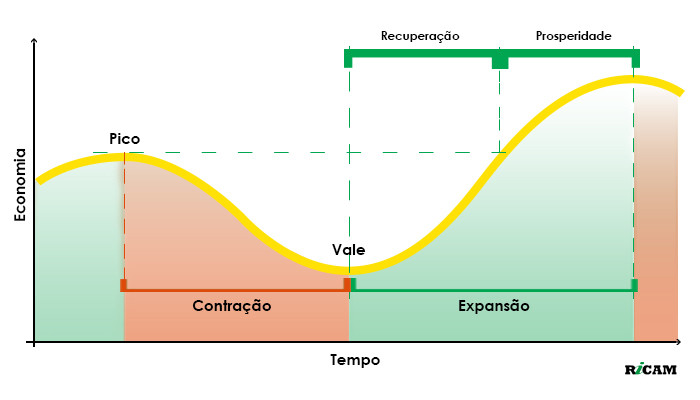 Recuperação
Prosperidade
Pico
Economia
Vale
Contração
Expansão
Tempo
RiCAM